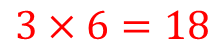 3 × 6 = 18